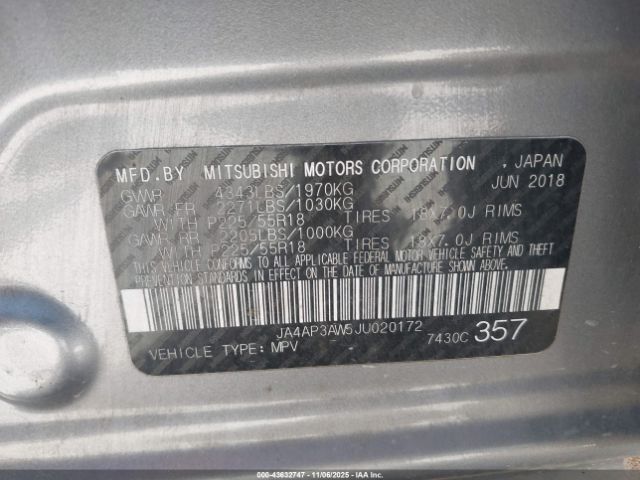 MFD.BY MITSUBISHI MOTORS CORPORATION , JAPAN
GWWR 4343LBS/1970KG JUN 2018
GAWR FR 2271LBS/1030KG
WITH P225/55R18 TIRES 18X7.0J RIMS
GAWR RR 2205LBS/1000KG
WITH P225/55R18 TIRES 18X7.0J RIMS
THIS VEHICLE CONFORMS TO ALL APPLICABLE FEDERAL MOTOR VEHICLE SAFETY AND
THEFT PREVENTION STANDARDS IN EFFECT ON THE DATE OF MANUFACTURE SHOWN ABOVE.
JA4AP3AW5JU020172
VEHICLE TYPE: MPV 7430C 357
000-43632747 - 11/06/2025 - IAA Inc.